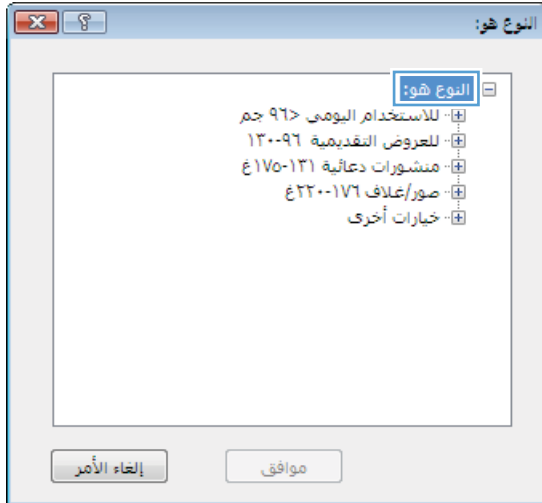 النوع هو:
النوع هو:
للاستخدام اليومي <٩٦ جم
للعروض التقديمية ٩٦-١٣٠
منشورات دعائية ١٣١-١٧٥غ
صور/غلاف ١٧٦-٢٢٠غ
خيارات أخرى
موافق
إلغاء الأمر